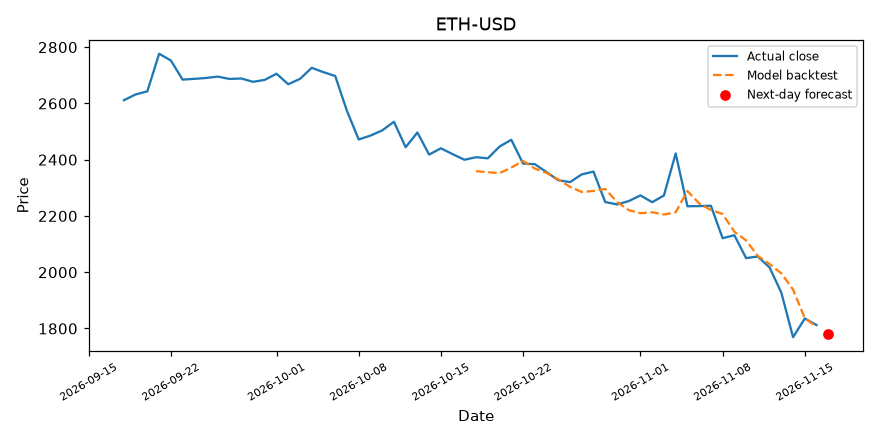 ETH-USD
2800
2600
2400
2200
2000
1800
Price
Actual close
Model backtest
Next-day forecast
2026-09-15
2026-09-22
2026-10-01
2026-10-08
2026-10-15
2026-10-22
2026-11-01
2026-11-08
2026-11-15
Date